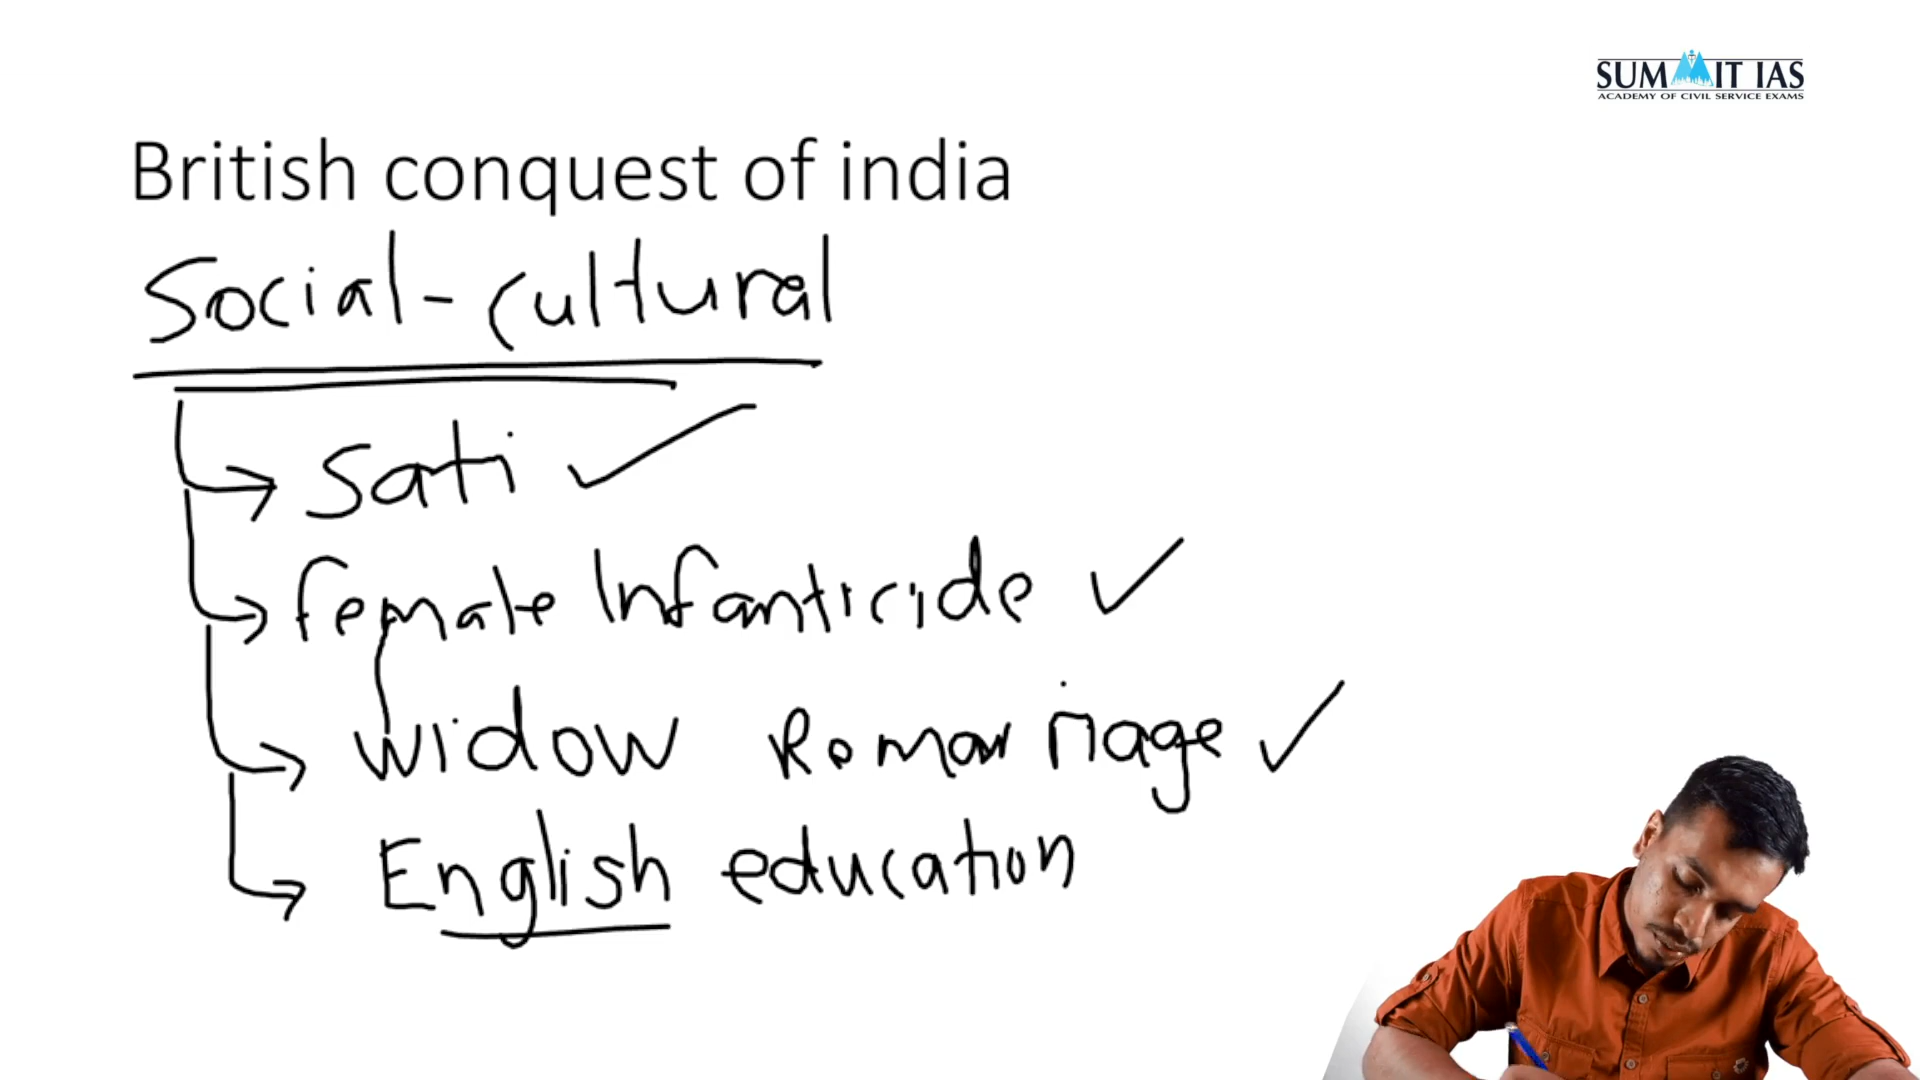 SUMMIT IAS
ACADEMY OF CIVIL SERVICE EXAMS
British conquest of india
Social-cultural
Sati
female Infanticide
widow Remarriage
English education